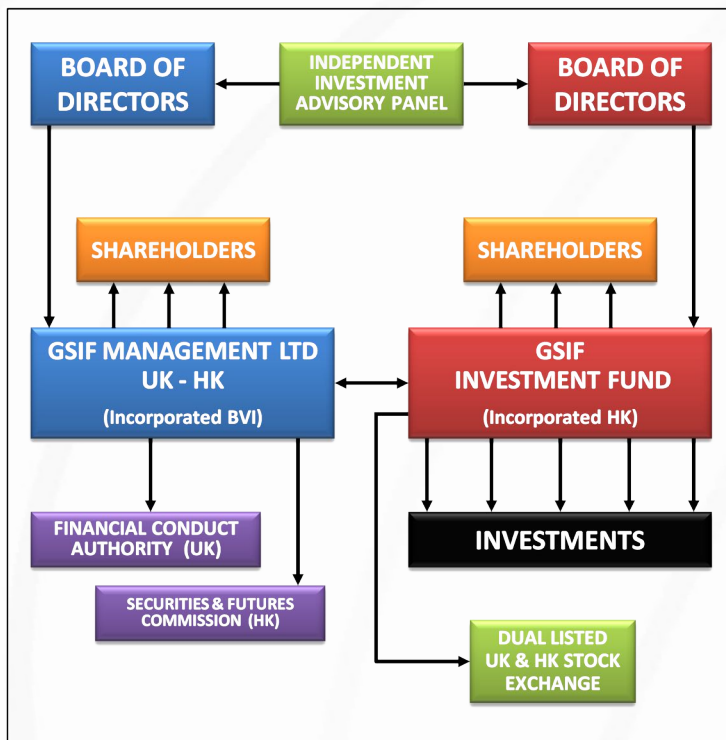 BOARD OF
DIRECTORS
INDEPENDENT
INVESTMENT
ADVISORY PANEL
BOARD OF
DIRECTORS
SHAREHOLDERS
SHAREHOLDERS
GSIF MANAGEMENT LTD
UK - HK
(Incorporated BVI)
GSIF
INVESTMENT FUND
(Incorporated HK)
FINANCIAL CONDUCT
AUTHORITY (UK)
INVESTMENTS
SECURITIES & FUTURES
COMMISSION (HK)
DUAL LISTED
UK & HK STOCK
EXCHANGE